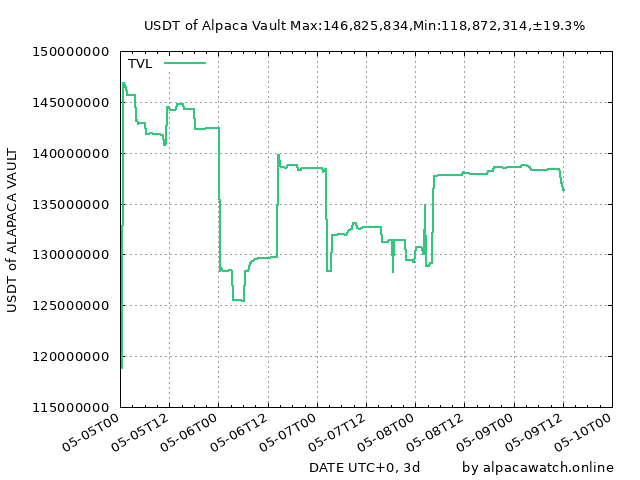 USDT of Alpaca Vault Max:146,825,834,Min:118,872,314,±19.3%
150000000
TVL
145000000
140000000
135000000
130000000
125000000
120000000
115000000
USDT of ALAPACA VAULT
05-05T00
05-05T12
05-06T00
05-06T12
05-07T00
05-07T12
05-08T00
05-08T12
05-09T00
05-09T12
05-10T00
DATE UTC+0, 3d
by alpacawatch.online